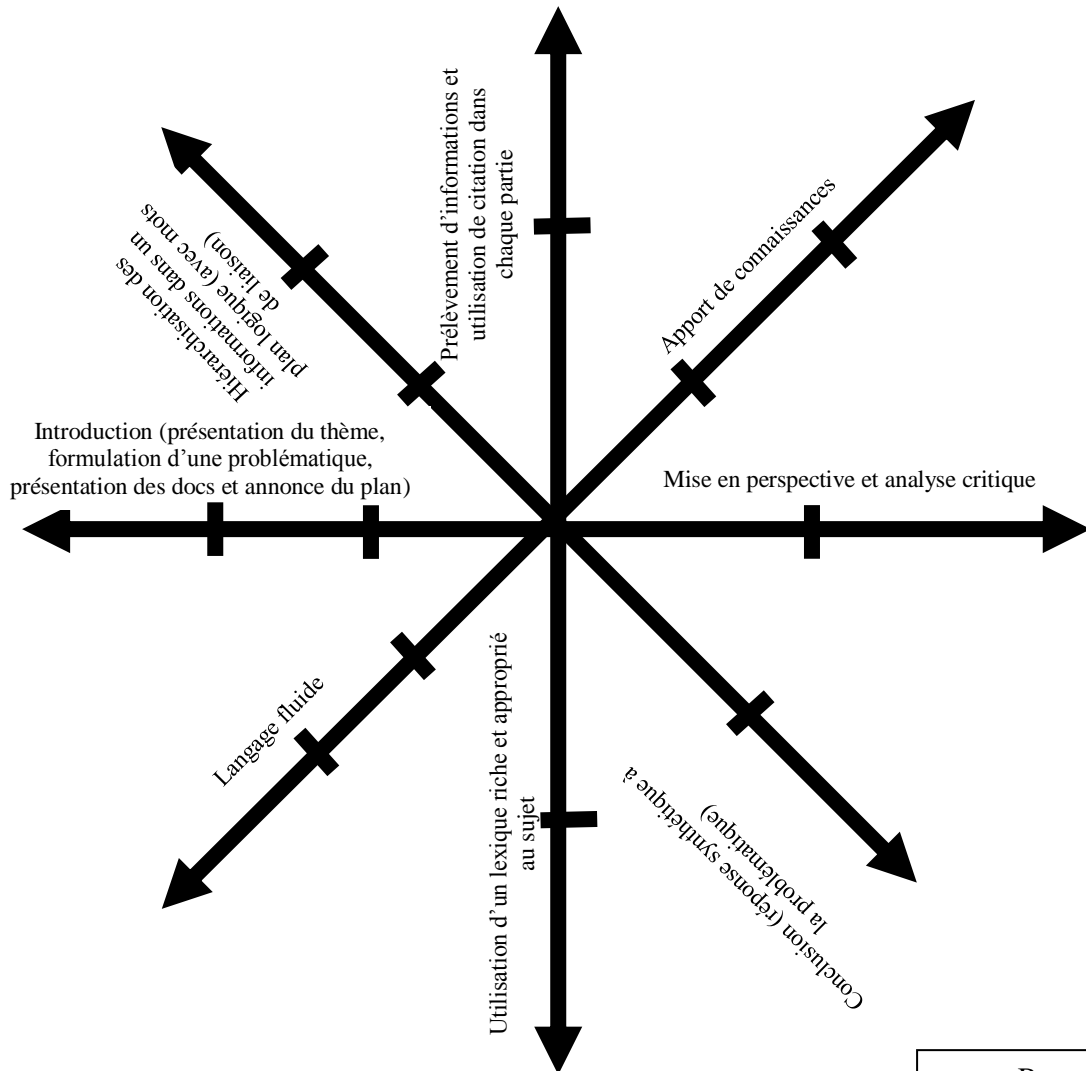 Prélèvement d'informations et
utilisation de citation dans
chaque partie
Apport de connaissances
Hiérarchisation des
informations dans un
plan logique (avec mots
de liaison)
Introduction (présentation du thème,
formulation d'une problématique,
présentation des docs et annonce du plan)
Mise en perspective et analyse critique
Langage fluide
Utilisation d'un lexique riche et approprié
au sujet
Conclusion (réponse synthétique à
la problématique)